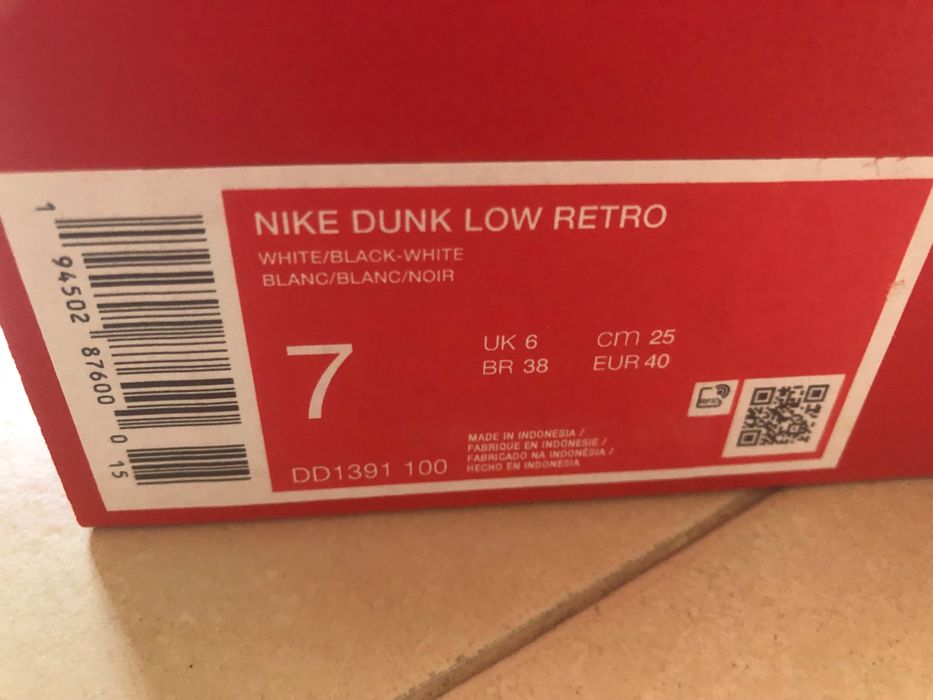 NIKE DUNK LOW RETRO
WHITE/BLACK-WHITE
BLANC/BLANC/NOIR
7
UK 6 cm 25
BR 38 EUR 40
RFID
MADE IN INDONESIA /
FABRIQUE EN INDONESIE /
FABRICADO NA INDONÉSIA /
HECHO EN INDONESIA
DD1391 100
1 94502 87600 0 15